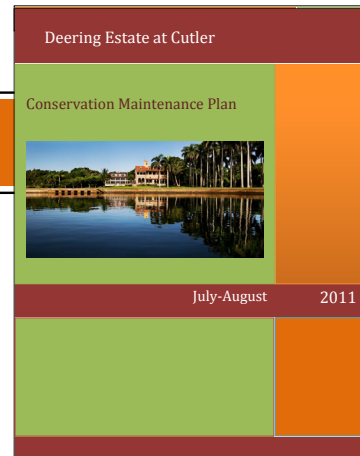 Deering Estate at Cutler
Conservation Maintenance Plan
July-August 2011